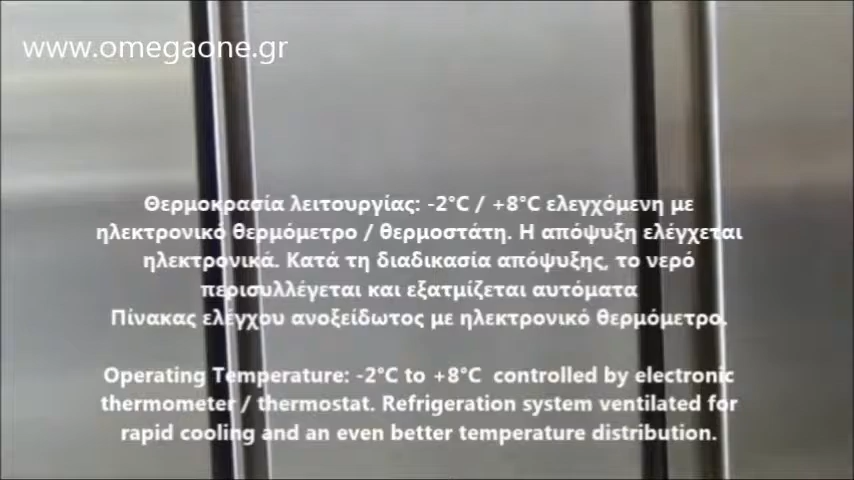 www.omegaone.gr
Θερμοκρασία λειτουργίας: -2°C / +8°C ελεγχόμενη με
ηλεκτρονικό θερμόμετρο / θερμοστάτη. Η απόψυξη ελέγχεται
ηλεκτρονικά. Κατά τη διαδικασία απόψυξης, το νερό
περισυλλέγεται και εξατμίζεται αυτόματα
Πίνακας ελέγχου ανοξείδωτος με ηλεκτρονικό θερμόμετρο.
Operating Temperature: -2°C to +8°C controlled by electronic
thermometer / thermostat. Refrigeration system ventilated for
rapid cooling and an even better temperature distribution.